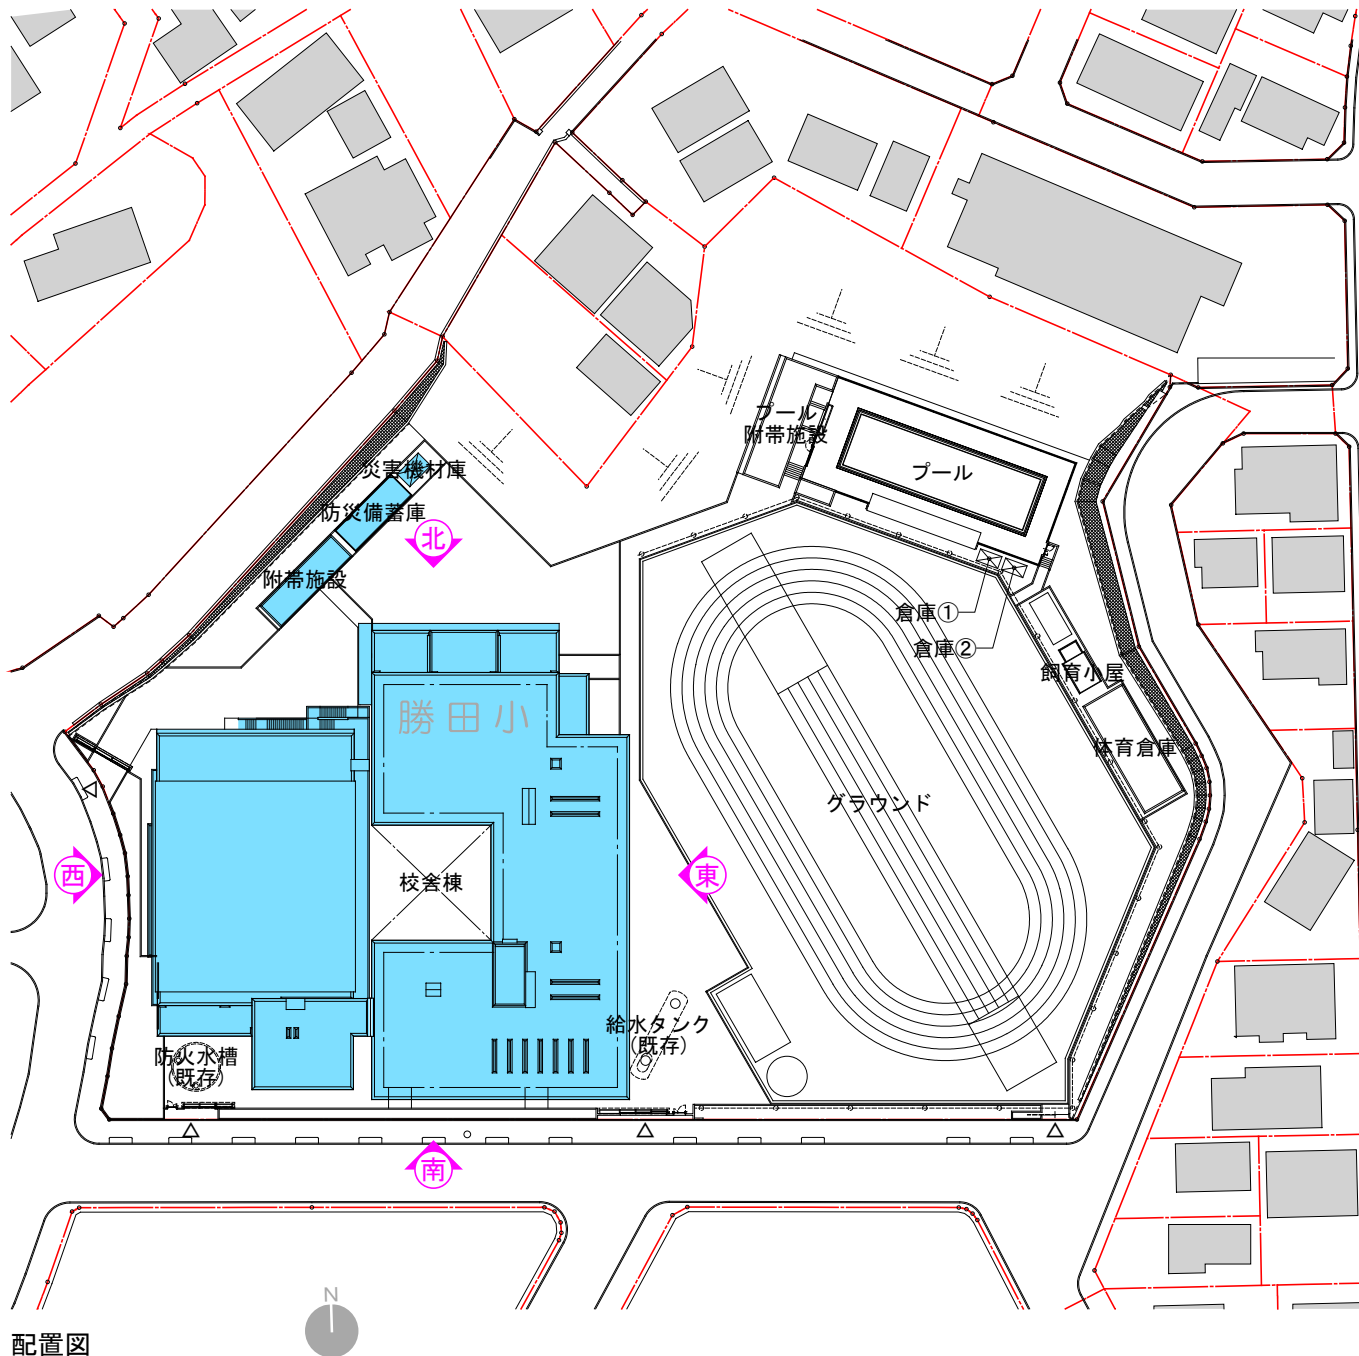 プール
附帯施設
プール
災害機材庫
防災備蓄庫
北
附帯施設
倉庫①
倉庫②
飼育小屋
勝田小
体育倉庫
グラウンド
西
東
校舎棟
給水タンク
(既存)
防火水槽
(既存)
南
N
配置図